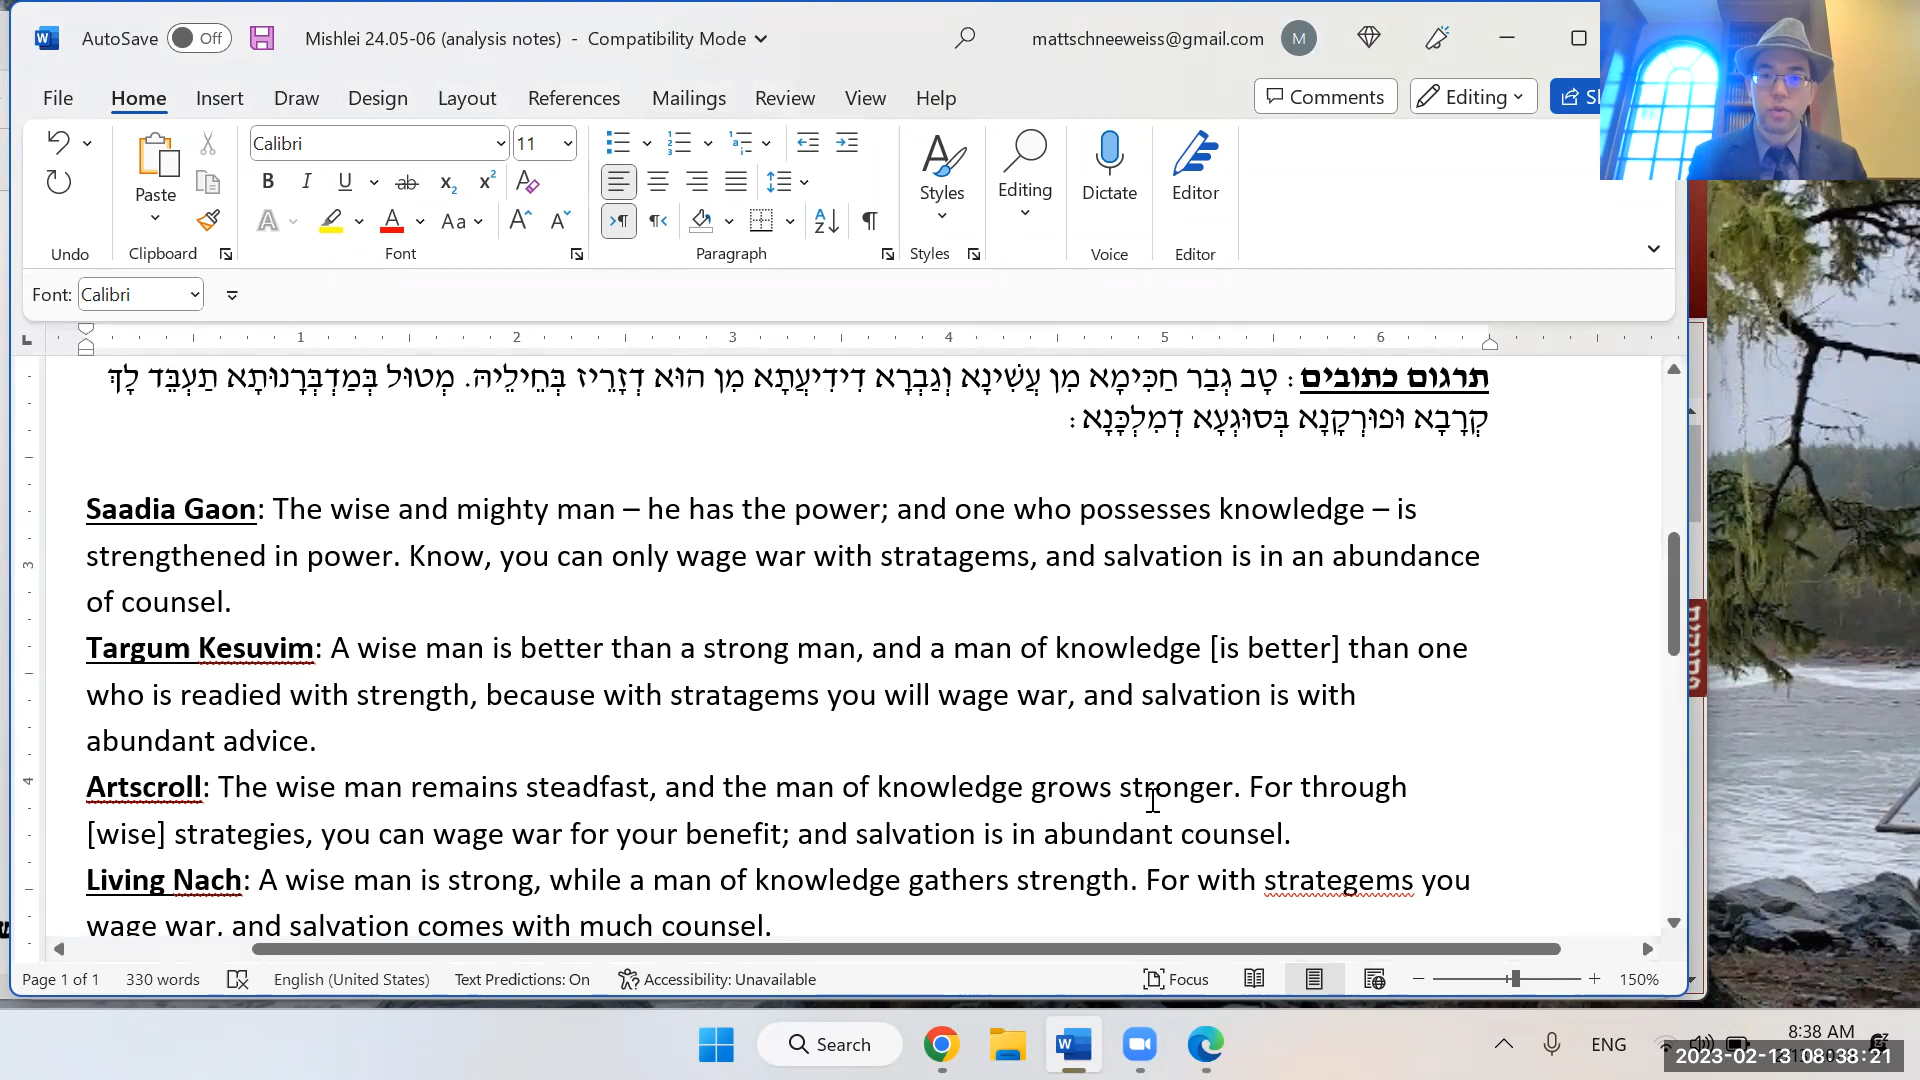 AutoSave Off Mishlei 24.05-06 (analysis notes) - Compatibility Mode mattschneeweiss@gmail.com M
File Home Insert Draw Design Layout References Mailings Review View Help Comments Editing
Calibri 11
Paste Styles Editing Dictate Editor
Undo Clipboard Font Paragraph Styles Voice Editor
Font: Calibri
1 2 3 4 5 6
תרגום כתובים: טָב גְבַר חַכִּימָא מִן עֲשִׁינָא וְגַבְרָא דִידִיעֲתָא מִן הוּא דְזָרֵיז בְּחֵילֵיהּ. מְטוּל בְּמַדְבְּרָנוּתָא תַעְבֵּד לָךְ
קְרָבָא וּפוּרְקָנָא בְּסוּגְעָא דְמִלְכָּנָא:
Saadia Gaon: The wise and mighty man – he has the power; and one who possesses knowledge – is
strengthened in power. Know, you can only wage war with stratagems, and salvation is in an abundance
of counsel.
Targum Kesuvim: A wise man is better than a strong man, and a man of knowledge [is better] than one
who is readied with strength, because with stratagems you will wage war, and salvation is with
abundant advice.
Artscroll: The wise man remains steadfast, and the man of knowledge grows stronger. For through
[wise] strategies, you can wage war for your benefit; and salvation is in abundant counsel.
Living Nach: A wise man is strong, while a man of knowledge gathers strength. For with strategems you
wage war, and salvation comes with much counsel.
3
4
Page 1 of 1 330 words English (United States) Text Predictions: On Accessibility: Unavailable Focus 150%
Search ENG 8:38 AM
2023-02-13 08:38:21